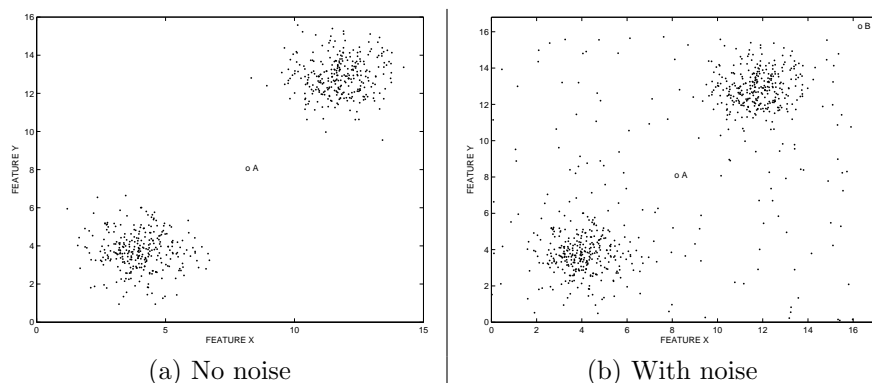 16
14
12
10
8
6
4
2
0
0 5 10 15
FEATURE Y
FEATURE X
A
(a) No noise
16
14
12
10
8
6
4
2
0
0 2 4 6 8 10 12 14 16
FEATURE Y
FEATURE X
A
B
(b) With noise